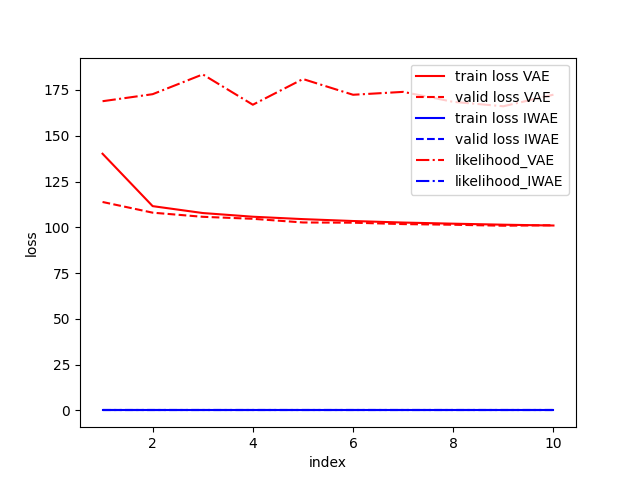 train loss VAE
valid loss VAE
train loss IWAE
valid loss IWAE
likelihood_VAE
likelihood_IWAE
175
150
125
100
75
50
25
0
loss
2
4
6
8
10
index